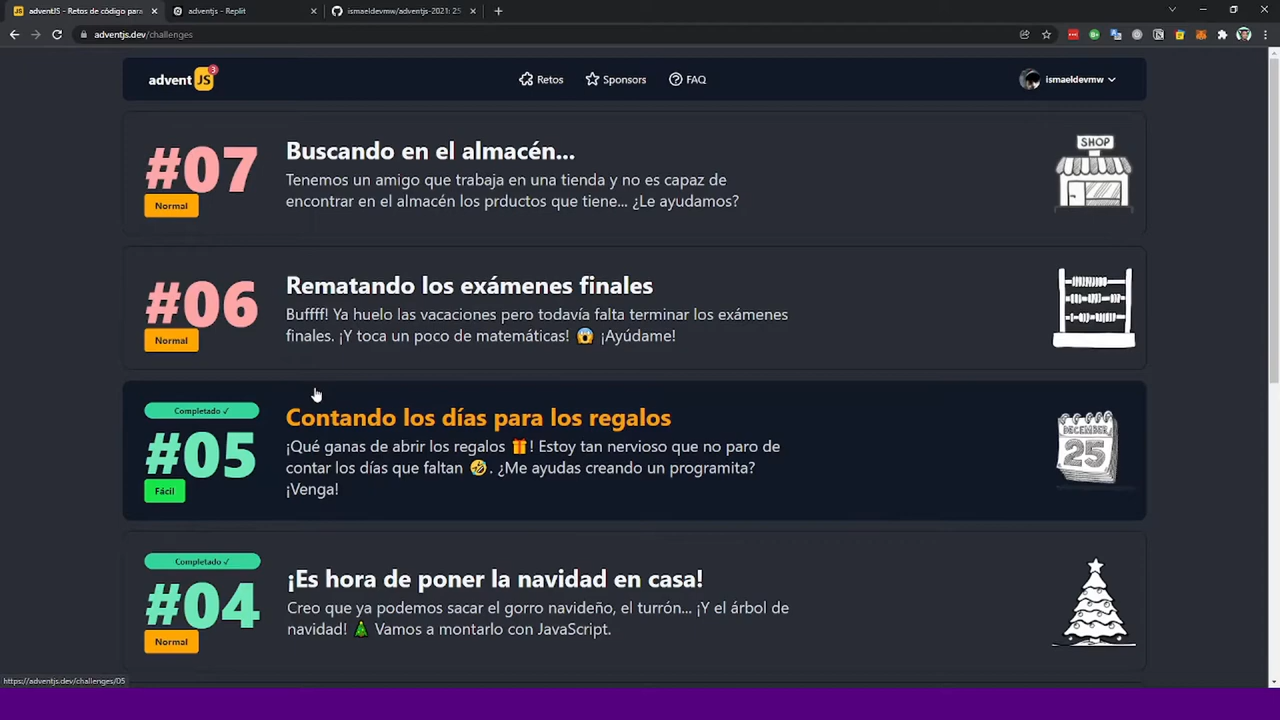 adventJS - Retos de código para
adventjs - Replit
ismaeldevmw/adventjs-2021: 25
adventjs.dev/challenges
advent JS 3
Retos
Sponsors
FAQ
ismaeldevmw
#07
Normal
Buscando en el almacén...
Tenemos un amigo que trabaja en una tienda y no es capaz de
encontrar en el almacén los prductos que tiene... ¿Le ayudamos?
SHOP
#06
Normal
Rematando los exámenes finales
Buffff! Ya huelo las vacaciones pero todavía falta terminar los exámenes
finales. ¡Y toca un poco de matemáticas! 😱 ¡Ayúdame!
Completado ✓
#05
Fácil
Contando los días para los regalos
¡Qué ganas de abrir los regalos 🎁! Estoy tan nervioso que no paro de
contar los días que faltan 🤣. ¿Me ayudas creando un programita?
¡Venga!
DECEMBER
25
Completado ✓
#04
Normal
¡Es hora de poner la navidad en casa!
Creo que ya podemos sacar el gorro navideño, el turrón... ¡Y el árbol de
navidad! 🎄 Vamos a montarlo con JavaScript.
https://adventjs.dev/challenges/05